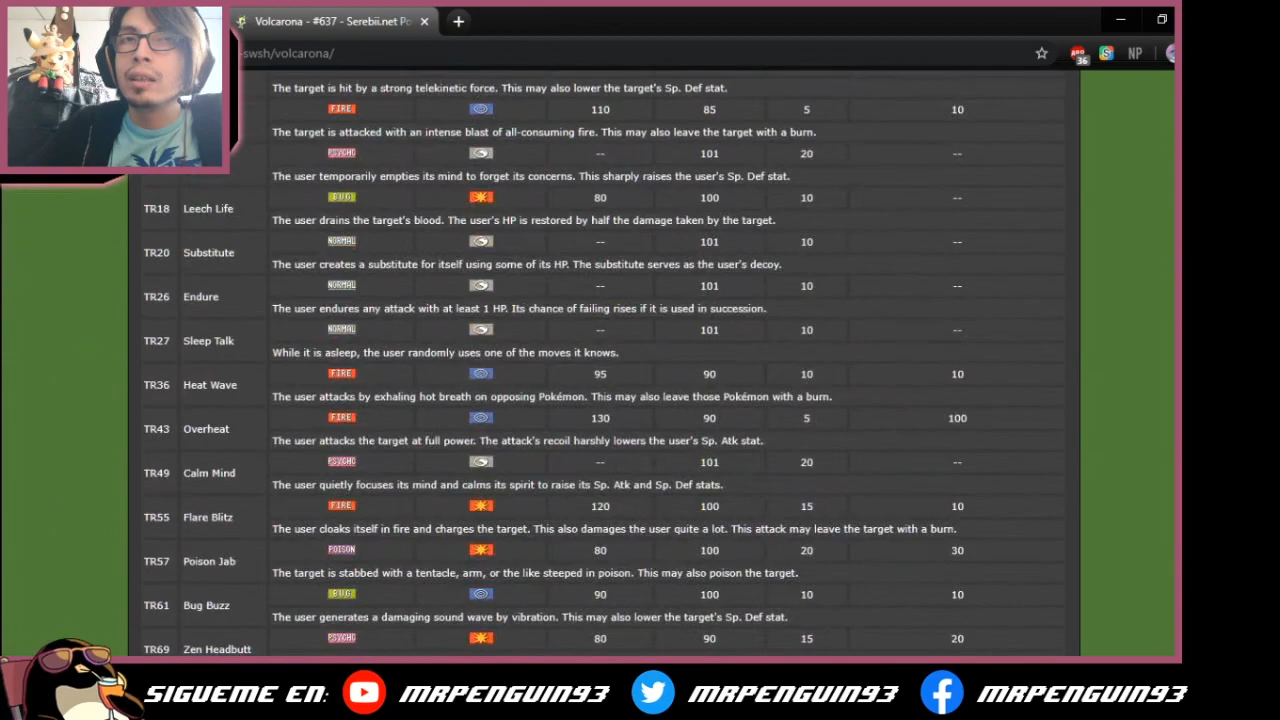 Volcarona - #637 - Serebii.net Po
-swsh/volcarona/
36
NP
The target is hit by a strong telekinetic force. This may also lower the target's Sp. Def stat.
FIRE 110 85 5 10
The target is attacked with an intense blast of all-consuming fire. This may also leave the target with a burn.
PSYCHC -- 101 20 --
The user temporarily empties its mind to forget its concerns. This sharply raises the user's Sp. Def stat.
BUG 80 100 10 --
TR18 Leech Life
The user drains the target's blood. The user's HP is restored by half the damage taken by the target.
NORMAL -- 101 10 --
TR20 Substitute
The user creates a substitute for itself using some of its HP. The substitute serves as the user's decoy.
NORMAL -- 101 10 --
TR26 Endure
The user endures any attack with at least 1 HP. Its chance of failing rises if it is used in succession.
NORMAL -- 101 10 --
TR27 Sleep Talk
While it is asleep, the user randomly uses one of the moves it knows.
FIRE 95 90 10 10
TR36 Heat Wave
The user attacks by exhaling hot breath on opposing Pokémon. This may also leave those Pokémon with a burn.
FIRE 130 90 5 100
TR43 Overheat
The user attacks the target at full power. The attack's recoil harshly lowers the user's Sp. Atk stat.
PSYCHC -- 101 20 --
TR49 Calm Mind
The user quietly focuses its mind and calms its spirit to raise its Sp. Atk and Sp. Def stats.
FIRE 120 100 15 10
TR55 Flare Blitz
The user cloaks itself in fire and charges the target. This also damages the user quite a lot. This attack may leave the target with a burn.
POISON 80 100 20 30
TR57 Poison Jab
The target is stabbed with a tentacle, arm, or the like steeped in poison. This may also poison the target.
BUG 90 100 10 10
TR61 Bug Buzz
The user generates a damaging sound wave by vibration. This may also lower the target's Sp. Def stat.
PSYCHC 80 90 15 20
TR69 Zen Headbutt
SIGUEME EN: MRPENGUIN93 MRPENGUIN93 MRPENGUIN93